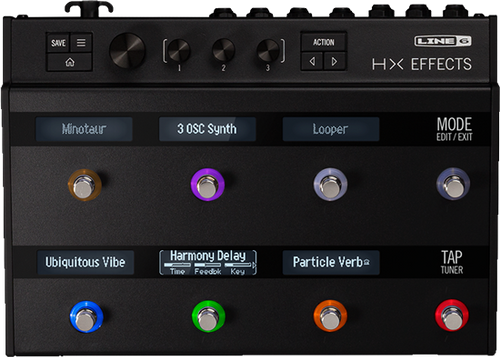 SAVE
ACTION
LINE 6
1
2
3
HX EFFECTS
Minotaur
3 OSC Synth
Looper
MODE
EDIT / EXIT
Ubiquitous Vibe
Harmony Delay
Time Feedbk Key
Particle Verb
TAP
TUNER